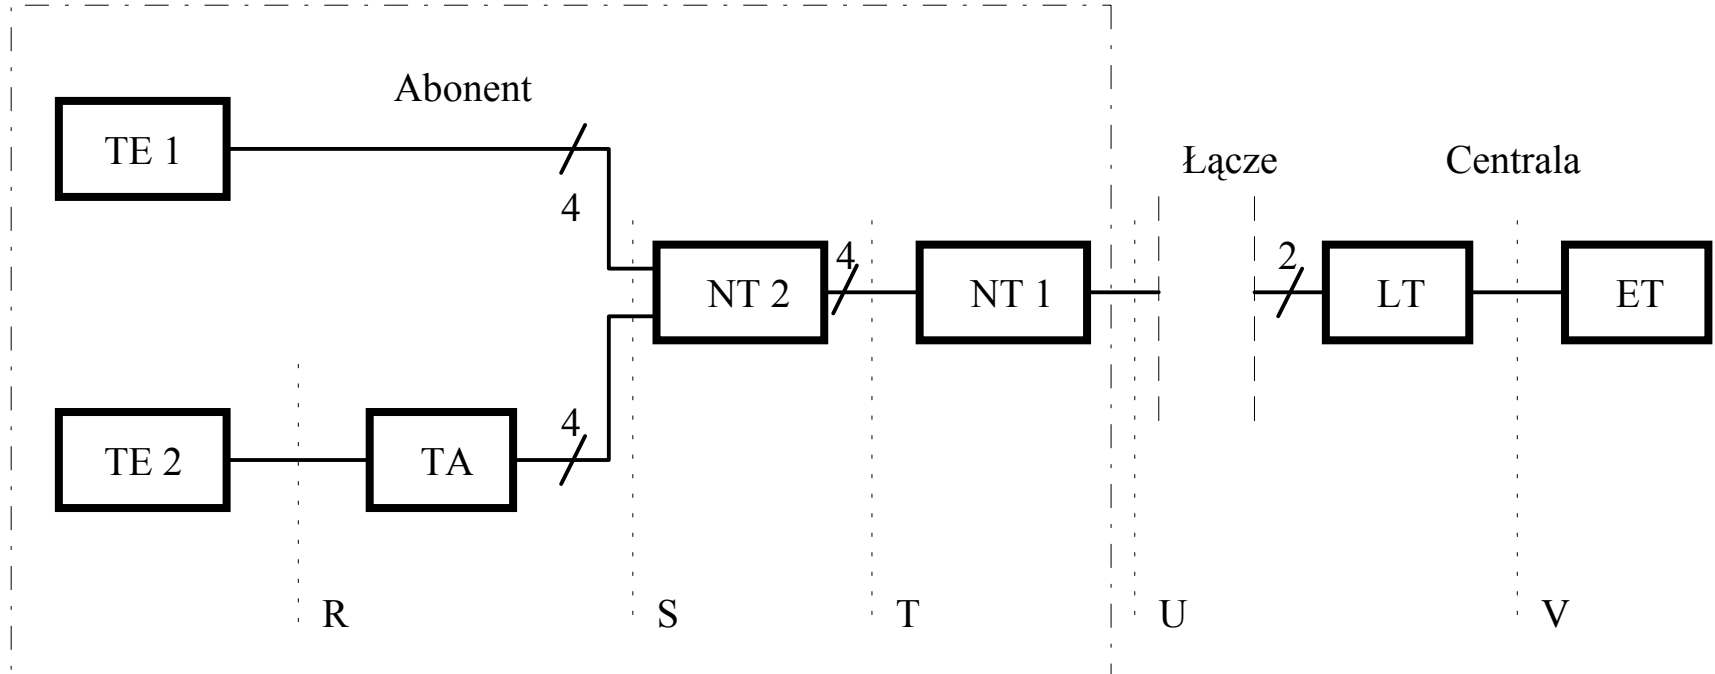 Abonent
TE 1
4
Łącze
Centrala
NT 2
4
NT 1
2
LT
ET
TE 2
TA
4
R
S
T
U
V